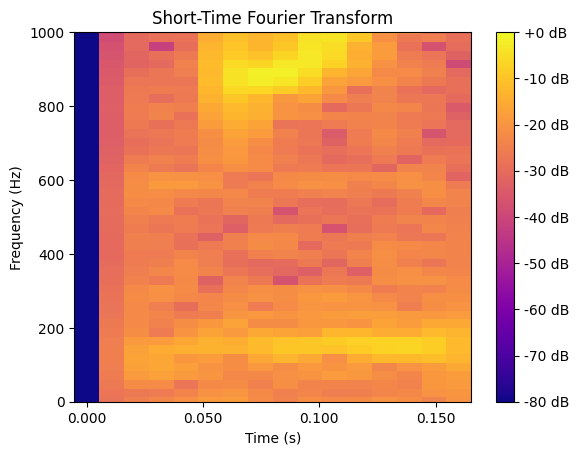 Short-Time Fourier Transform
1000
800
600
400
200
0
Frequency (Hz)
0.000
0.050
0.100
0.150
Time (s)
+0 dB
-10 dB
-20 dB
-30 dB
-40 dB
-50 dB
-60 dB
-70 dB
-80 dB